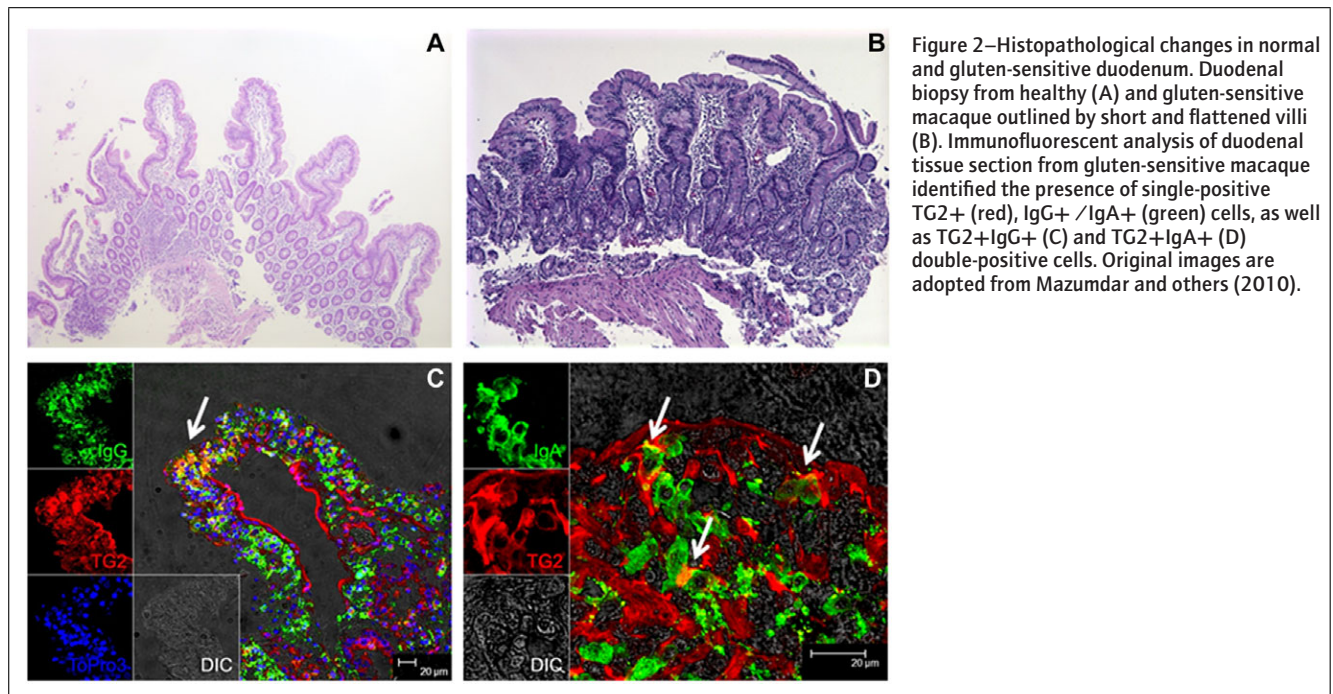 A
B
Figure 2–Histopathological changes in normal
and gluten-sensitive duodenum. Duodenal
biopsy from healthy (A) and gluten-sensitive
macaque outlined by short and flattened villi
(B). Immunofluorescent analysis of duodenal
tissue section from gluten-sensitive macaque
identified the presence of single-positive
TG2+ (red), IgG+ /IgA+ (green) cells, as well
as TG2+IgG+ (C) and TG2+IgA+ (D)
double-positive cells. Original images are
adopted from Mazumdar and others (2010).
C
IgG
TG2
ToPro3
DIC
20 µm
D
IgA
TG2
DIC
20 µm